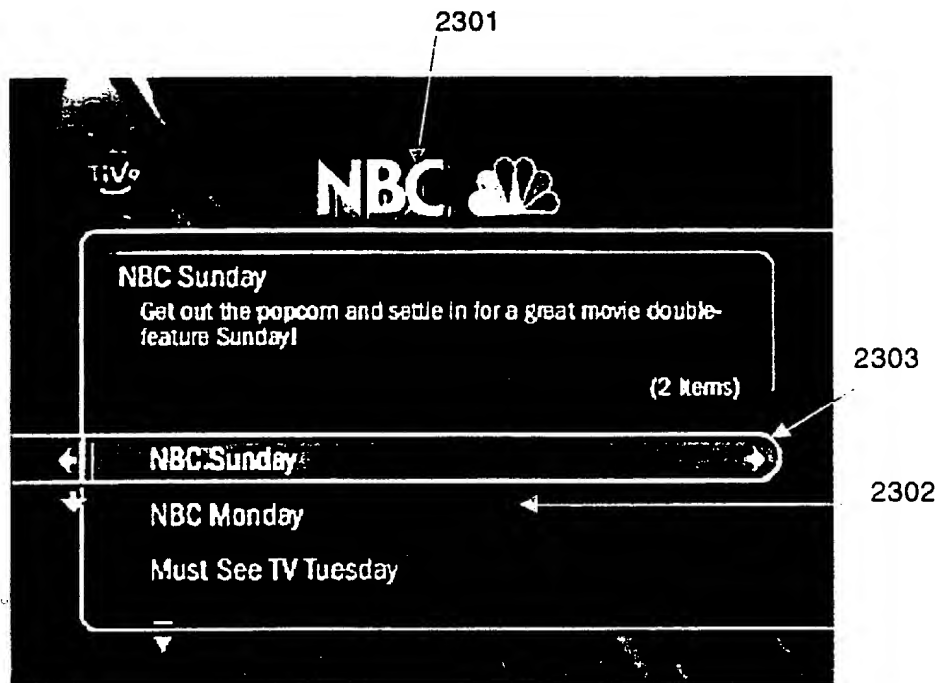 2301
TiVo
NBC
NBC Sunday
Get out the popcorn and settle in for a great movie double-
feature Sunday!
(2 Items)
2303
NBC Sunday
2302
NBC Monday
Must See TV Tuesday